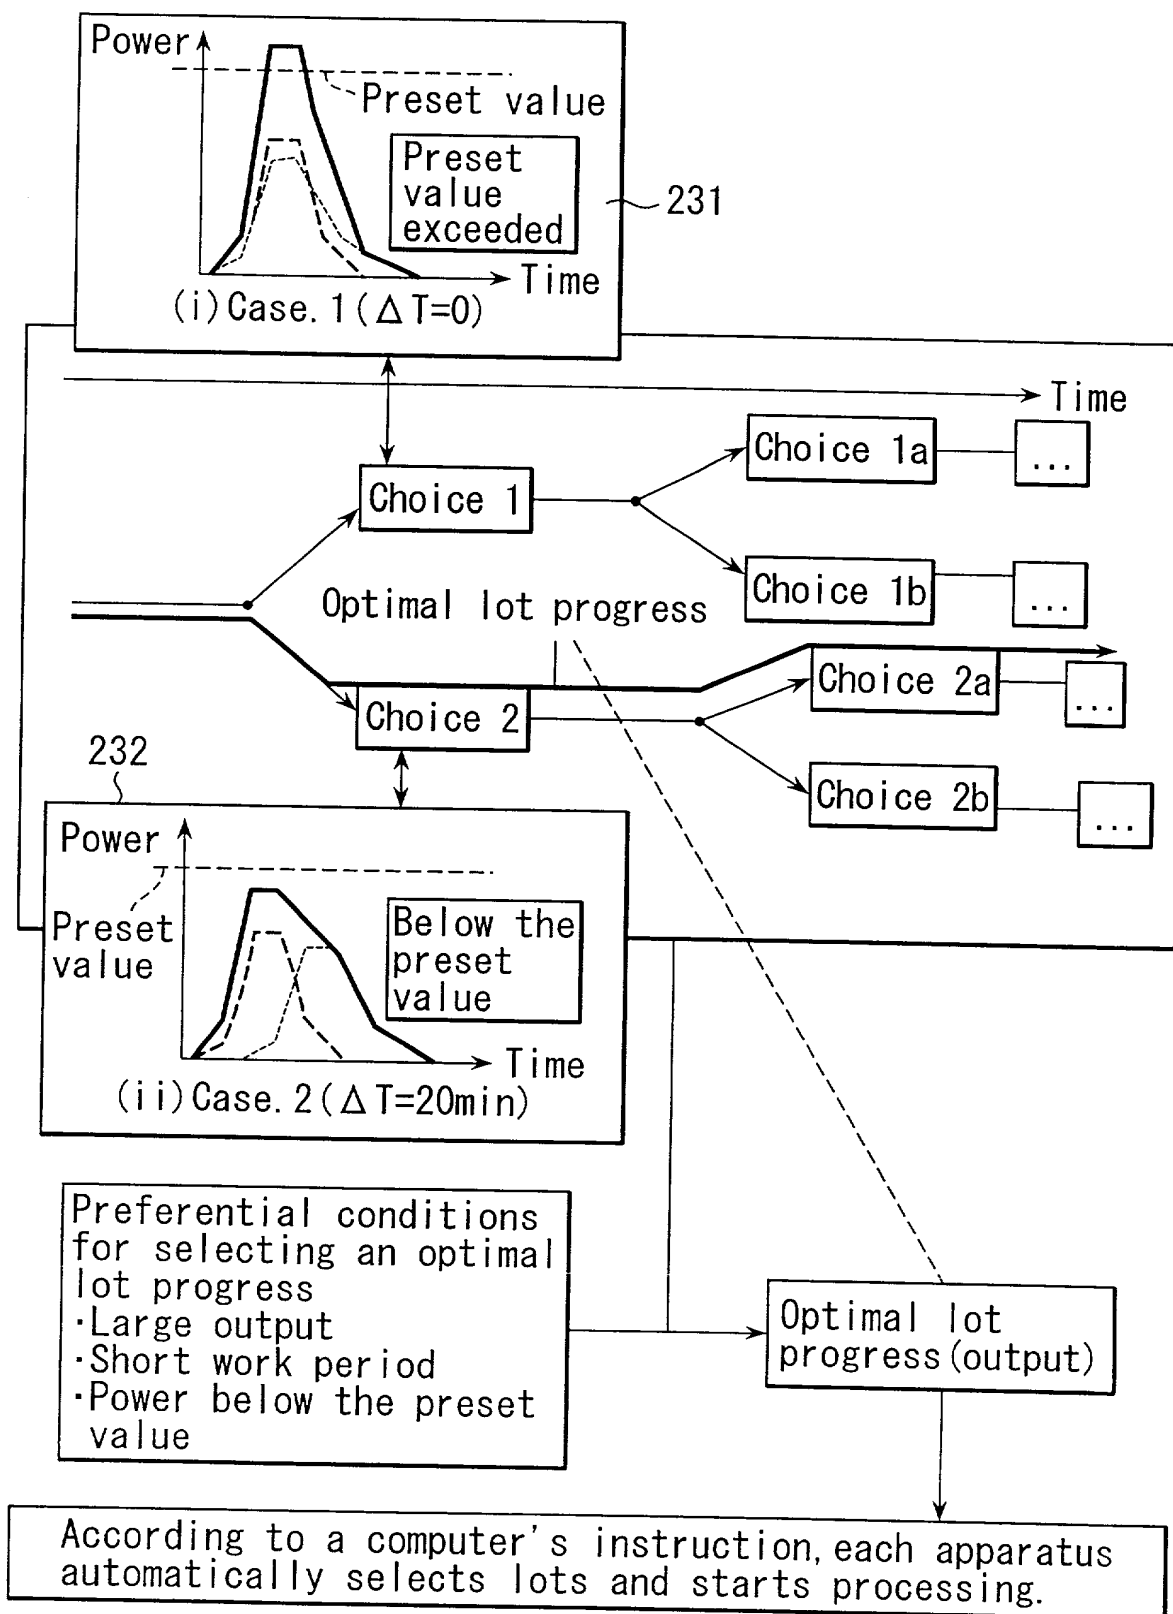 Power
Preset value
Preset
value
exceeded
231
Time
(i)Case.1(ΔT=0)
Time
Choice 1a
...
Choice 1
Choice 1b
...
Optimal lot progress
Choice 2a
...
Choice 2
232
Choice 2b
...
Power
Preset
value
Below the
preset
value
Time
(ii)Case.2(ΔT=20min)
Preferential conditions
for selecting an optimal
lot progress
·Large output
·Short work period
·Power below the preset
value
Optimal lot
progress(output)
According to a computer's instruction,each apparatus
automatically selects lots and starts processing.